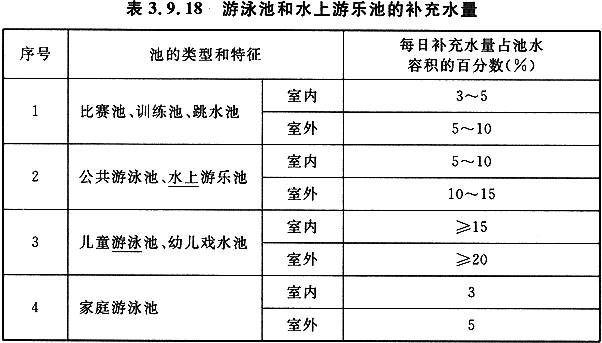 表 3.9.18 游泳池和水上游乐池的补充水量
序号 池的类型和特征 每日补充水量占池水
容积的百分数(%)
1 比赛池、训练池、跳水池 室内 3~5
室外 5~10
2 公共游泳池、水上游乐池 室内 5~10
室外 10~15
3 儿童游泳池、幼儿戏水池 室内 ≥15
室外 ≥20
4 家庭游泳池 室内 3
室外 5